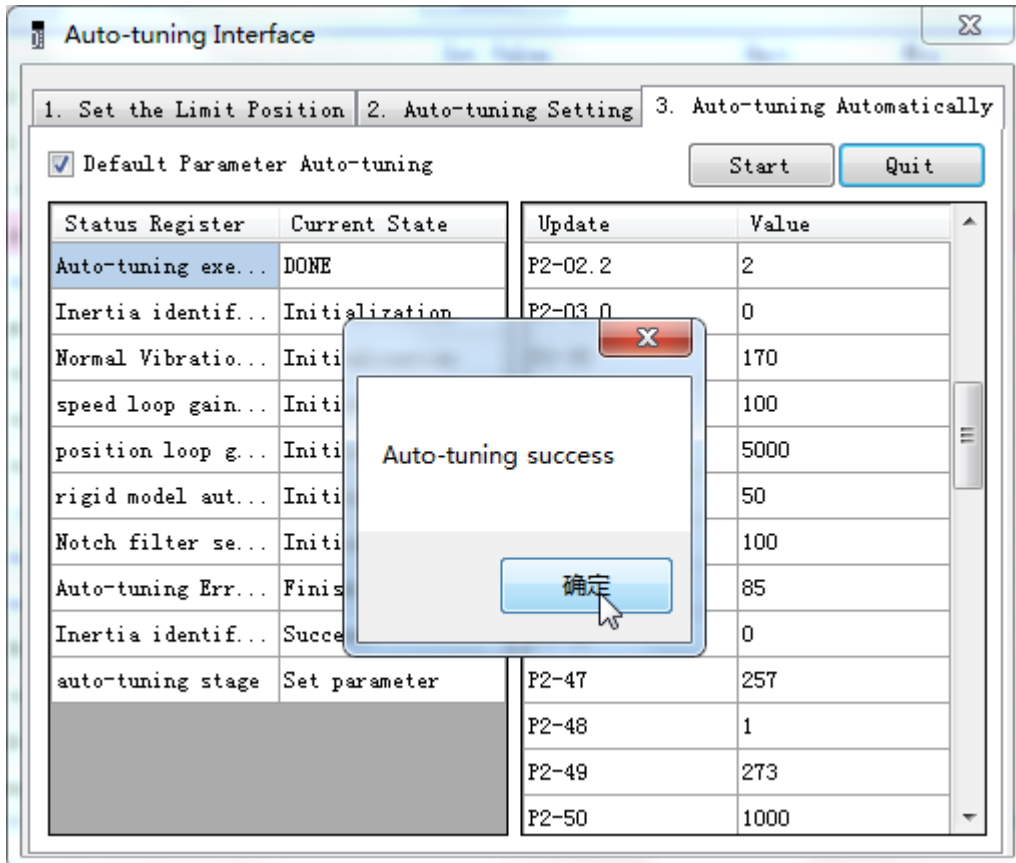 Auto-tuning Interface
1. Set the Limit Position 2. Auto-tuning Setting 3. Auto-tuning Automatically
Default Parameter Auto-tuning Start Quit
Status Register Current State Update Value
Auto-tuning exe... DONE P2-02.2 2
Inertia identif... Initialization P2-03.0 0
Normal Vibratio... Initi 170
speed loop gain... Initi 100
position loop g... Initi 5000
rigid model aut... Initi 50
Notch filter se... Initi 100
Auto-tuning Err... Finis 85
Inertia identif... Succe 0
auto-tuning stage Set parameter P2-47 257
P2-48 1
P2-49 273
P2-50 1000
Auto-tuning success
确定